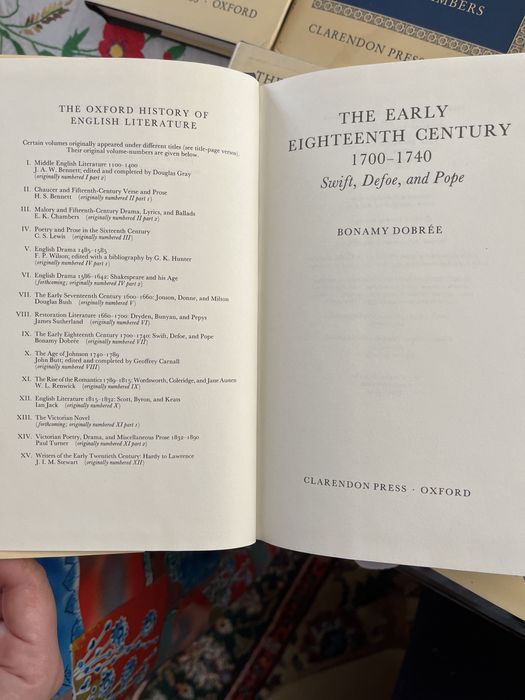 OXFORD
MBERS
CLARENDON PRESS
TH
THE OXFORD HISTORY OF
ENGLISH LITERATURE
Certain volumes originally appeared under different titles (see title-page verso).
Their original volume-numbers are given below.
I. Middle English Literature 1100–1400
J. A. W. Bennett; edited and completed by Douglas Gray
(originally numbered I part 2)
II. Chaucer and Fifteenth-Century Verse and Prose
H. S. Bennett (originally numbered II part 1)
III. Malory and Fifteenth-Century Drama, Lyrics, and Ballads
E. K. Chambers (originally numbered II part 2)
IV. Poetry and Prose in the Sixteenth Century
C. S. Lewis (originally numbered III)
V. English Drama 1485–1585
F. P. Wilson; edited with a bibliography by G. K. Hunter
(originally numbered IV part 1)
VI. English Drama 1586–1642: Shakespeare and his Age
(forthcoming; originally numbered IV part 2)
VII. The Early Seventeenth Century 1600–1660: Jonson, Donne, and Milton
Douglas Bush (originally numbered V)
VIII. Restoration Literature 1660–1700: Dryden, Bunyan, and Pepys
James Sutherland (originally numbered VI)
IX. The Early Eighteenth Century 1700–1740: Swift, Defoe, and Pope
Bonamy Dobrée (originally numbered VII)
X. The Age of Johnson 1740–1789
John Butt; edited and completed by Geoffrey Carnall
(originally numbered VIII)
XI. The Rise of the Romantics 1789–1815: Wordsworth, Coleridge, and Jane Austen
W. L. Renwick (originally numbered IX)
XII. English Literature 1815–1832: Scott, Byron, and Keats
Ian Jack (originally numbered X)
XIII. The Victorian Novel
(forthcoming; originally numbered XI part 1)
XIV. Victorian Poetry, Drama, and Miscellaneous Prose 1832–1890
Paul Turner (originally numbered XI part 2)
XV. Writers of the Early Twentieth Century: Hardy to Lawrence
J. I. M. Stewart (originally numbered XII)
THE EARLY
EIGHTEENTH CENTURY
1700–1740
Swift, Defoe, and Pope
BONAMY DOBRÉE
CLARENDON PRESS · OXFORD